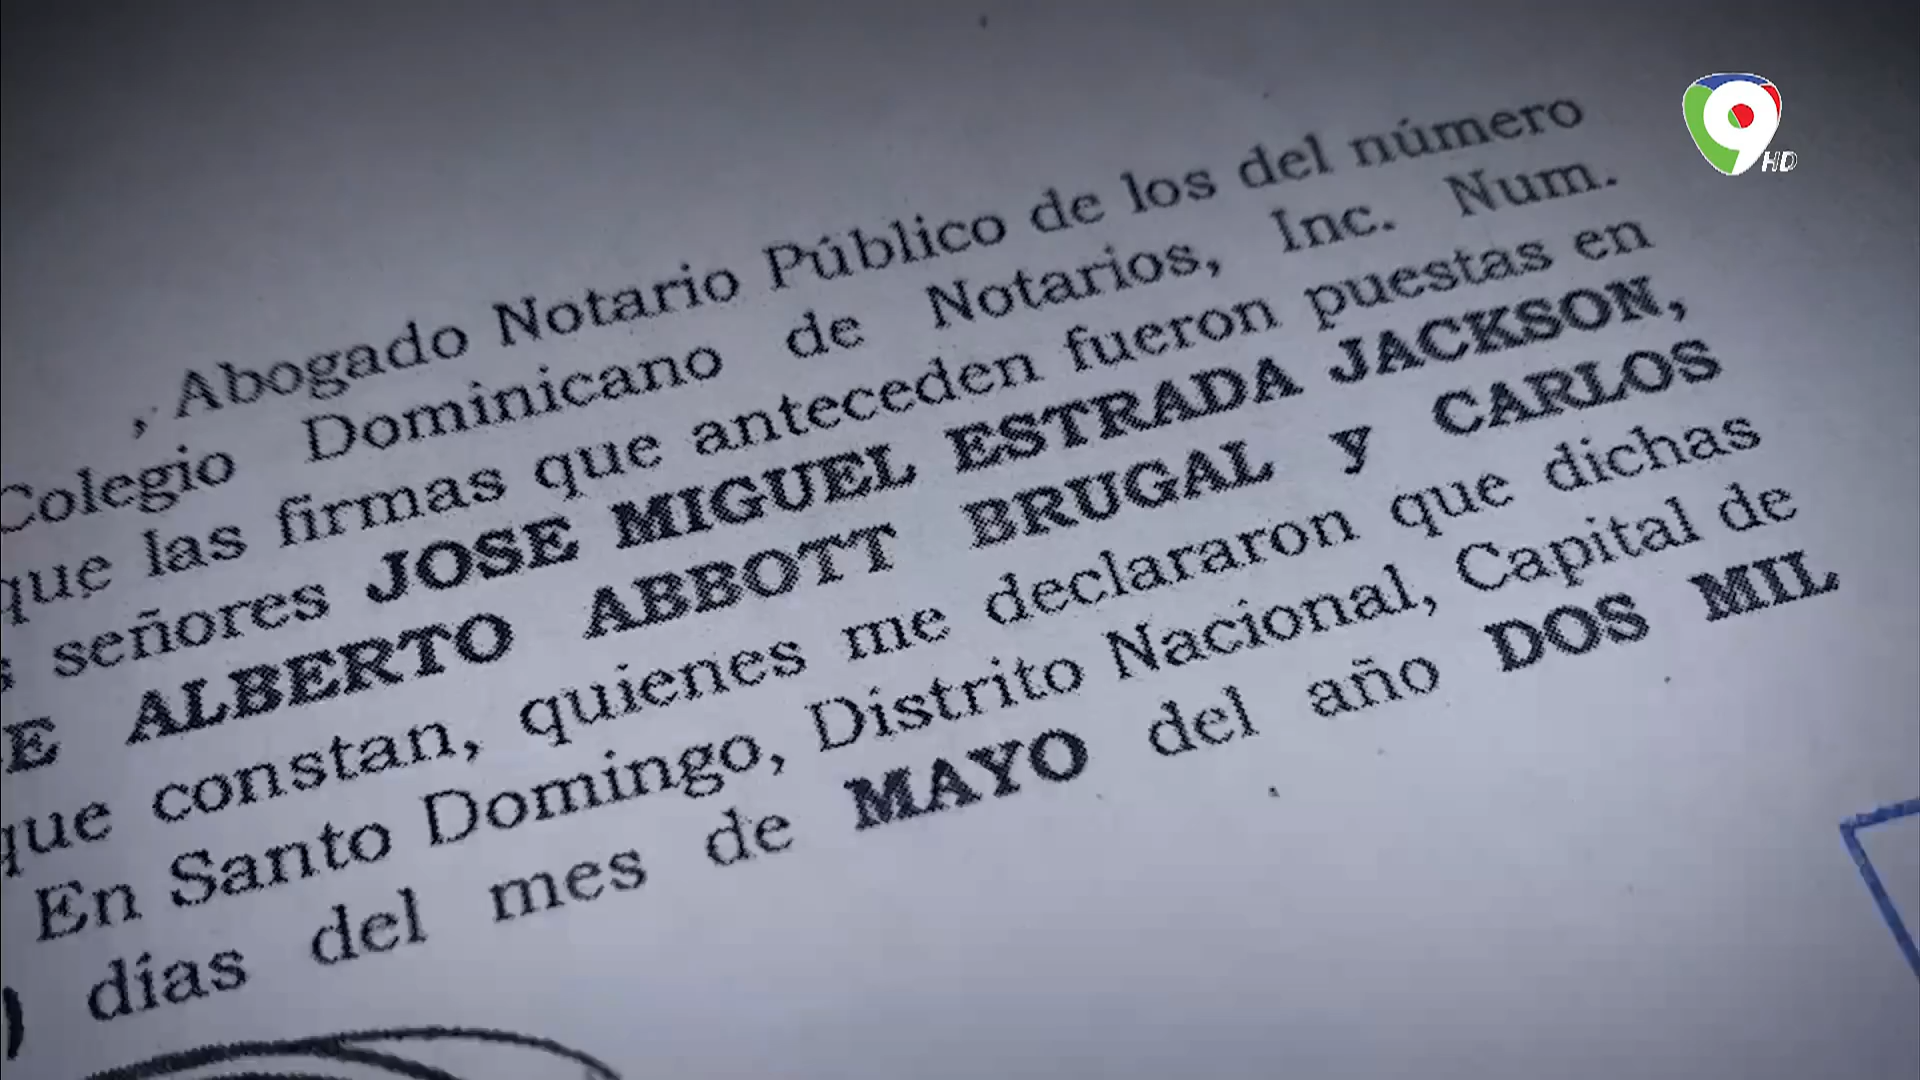 , Abogado Notario Público de los del número
Colegio Dominicano de Notarios, Inc. Num.
que las firmas que anteceden fueron puestas en
señores JOSE MIGUEL ESTRADA JACKSON,
E ALBERTO ABBOTT BRUGAL y CARLOS
que constan, quienes me declararon que dichas
En Santo Domingo, Distrito Nacional, Capital de
) días del mes de MAYO del año DOS MIL
9 HD